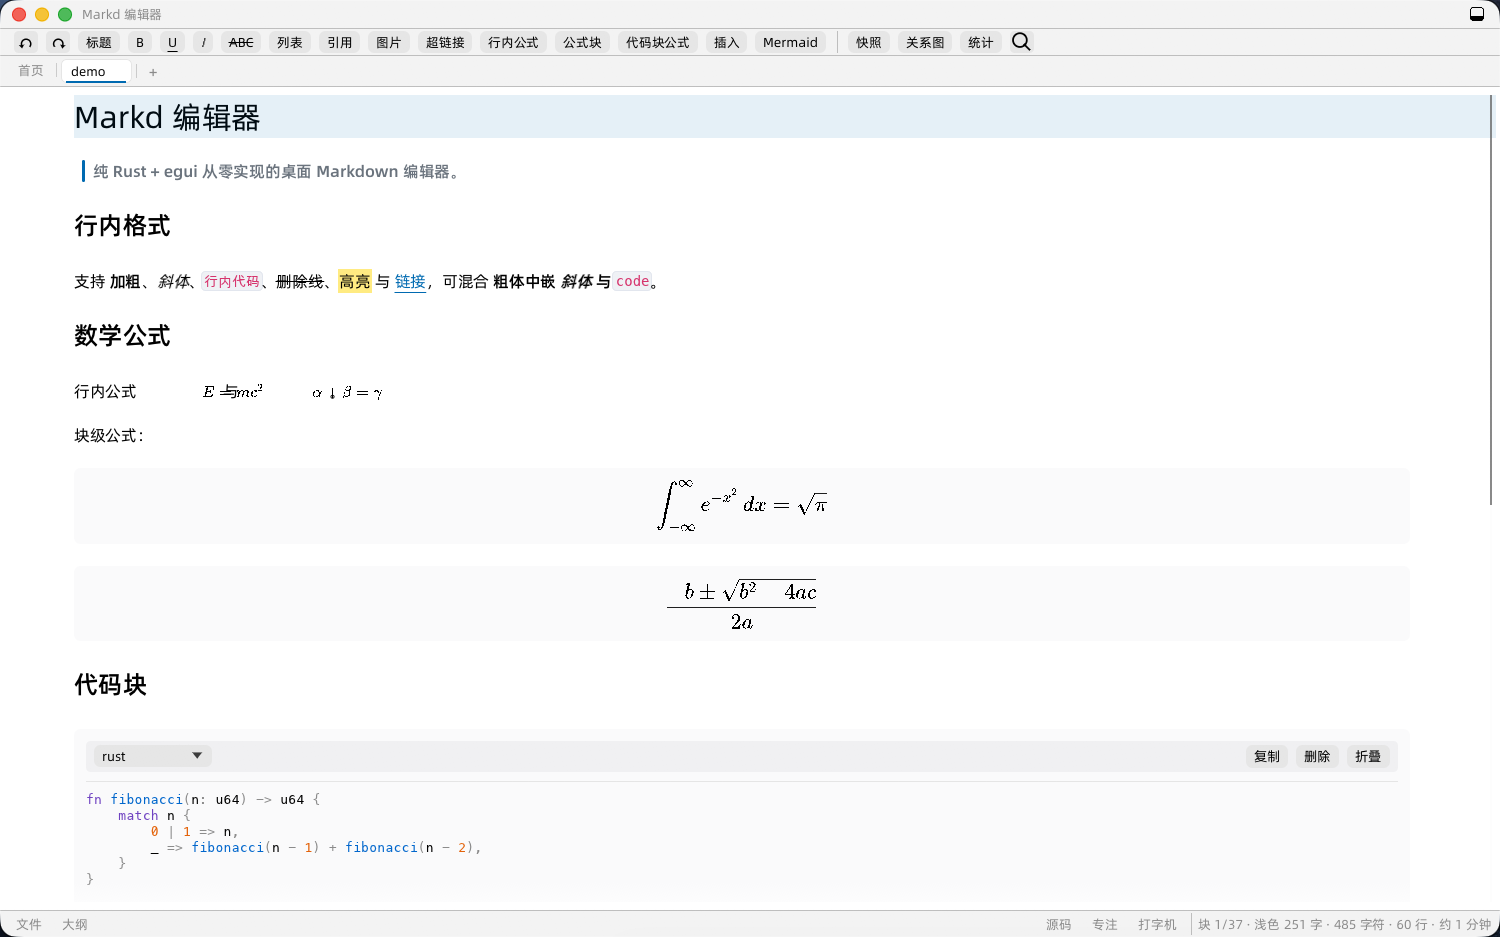 Markd 编辑器
标题 B U I ABC 列表 引用 图片 超链接 行内公式 公式块 代码块公式 插入 Mermaid 快照 关系图 统计
首页 demo +
Markd 编辑器
纯 Rust + egui 从零实现的桌面 Markdown 编辑器。
行内格式
支持 加粗、斜体、行内代码、删除线、高亮 与 链接，可混合 粗体中嵌 斜体 与 code。
数学公式
行内公式 E = mc² 与 α + β = γ
块级公式：
∫_{-∞}^{∞} e^{-x²} dx = √π
b ± √(b² 4ac)
2a
代码块
rust 复制 删除 折叠
fn fibonacci(n: u64) -> u64 {
    match n {
        0 | 1 => n,
        _ => fibonacci(n - 1) + fibonacci(n - 2),
    }
}
文件 大纲 源码 专注 打字机 块 1/37 · 浅色 251 字 · 485 字符 · 60 行 · 约 1 分钟